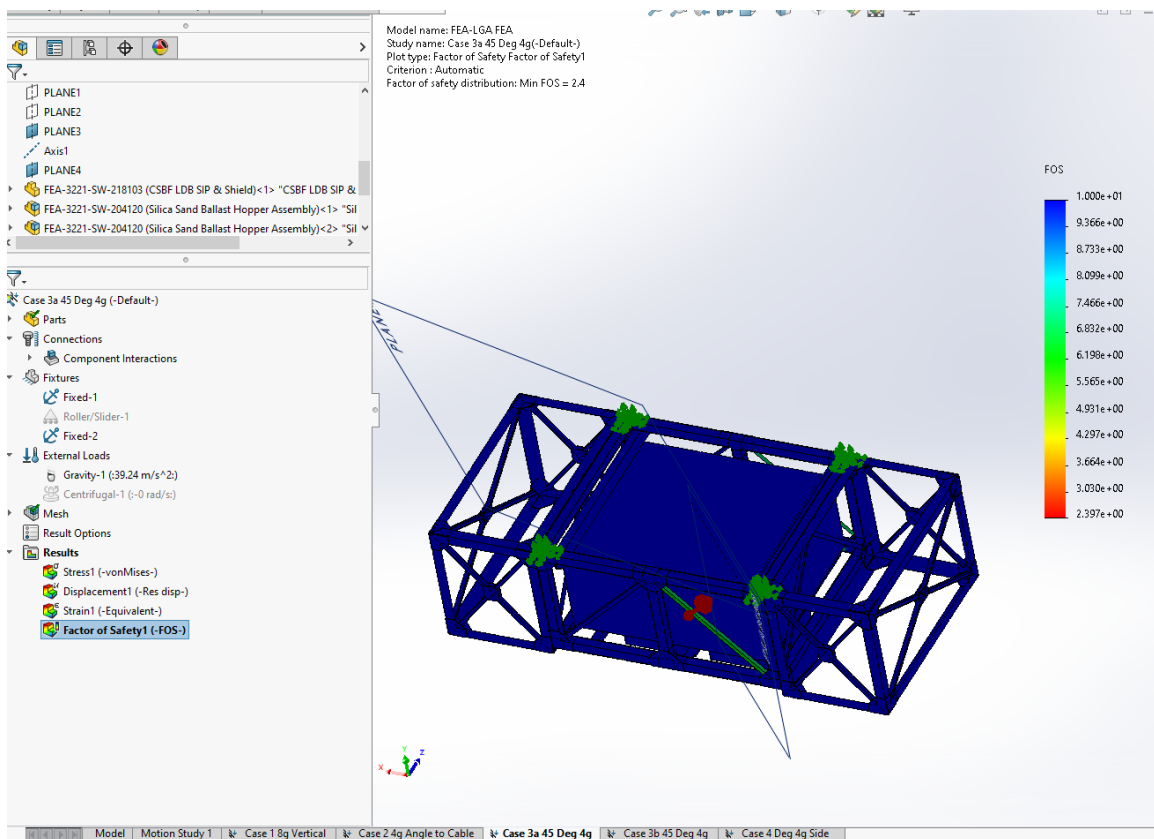 Model name: FEA-LGA FEA
Study name: Case 3a 45 Deg 4g(-Default-)
Plot type: Factor of Safety Factor of Safety1
Criterion : Automatic
Factor of safety distribution: Min FOS = 2.4
PLANE1
PLANE2
PLANE3
Axis1
PLANE4
FEA-3221-SW-218103 (CSBF LDB SIP & Shield)<1> "CSBF LDB SIP &
FEA-3221-SW-204120 (Silica Sand Ballast Hopper Assembly)<1> "Sil
FEA-3221-SW-204120 (Silica Sand Ballast Hopper Assembly)<2> "Sil
Case 3a 45 Deg 4g (-Default-)
Parts
Connections
Component Interactions
Fixtures
Fixed-1
Roller/Slider-1
Fixed-2
External Loads
Gravity-1 (:39.24 m/s^2:)
Centrifugal-1 (:-0 rad/s:)
Mesh
Result Options
Results
Stress1 (-vonMises-)
Displacement1 (-Res disp-)
Strain1 (-Equivalent-)
Factor of Safety1 (-FOS-)
PLANE
FOS
1.000e+01
9.366e+00
8.733e+00
8.099e+00
7.466e+00
6.832e+00
6.198e+00
5.565e+00
4.931e+00
4.297e+00
3.664e+00
3.030e+00
2.397e+00
Y
Z
X
Model
Motion Study 1
Case 1 8g Vertical
Case 2 4g Angle to Cable
Case 3a 45 Deg 4g
Case 3b 45 Deg 4g
Case 4 Deg 4g Side